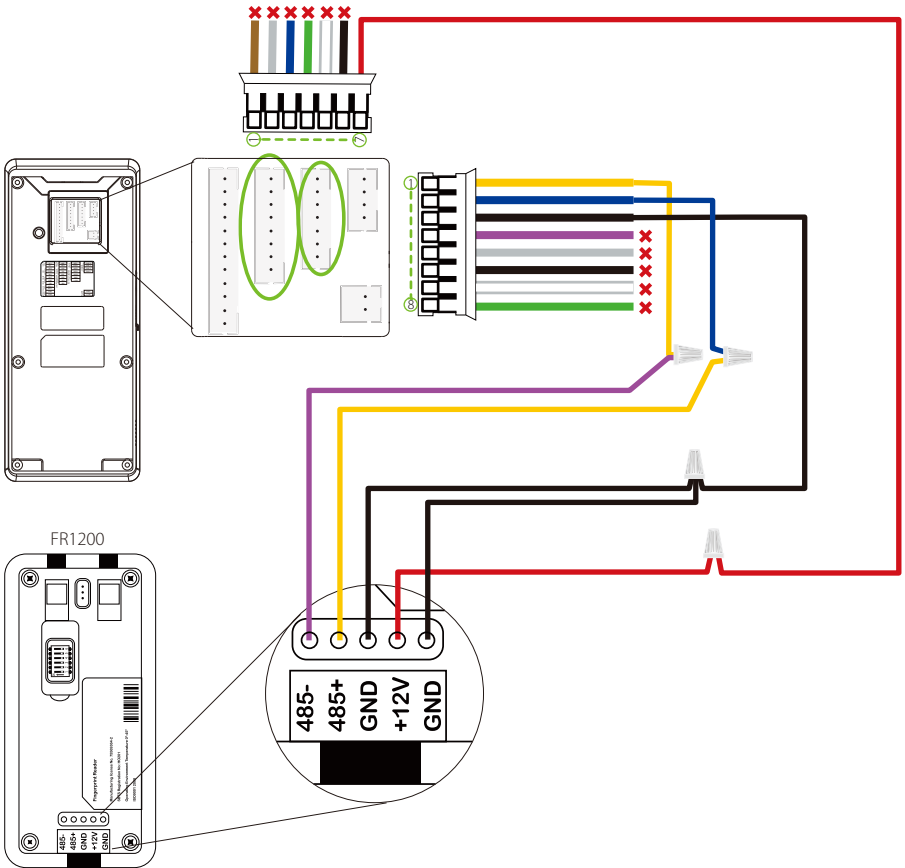 1
7
1
8
FR1200
485-
485+
GND
+12V
GND
Fingerprint Reader
485-
485+
GND
+12V
GND